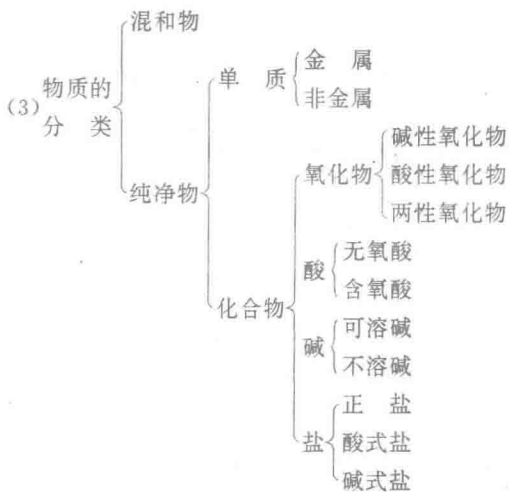 混和物
(3) 物质的
分 类
纯净物
单 质
金 属
非金属
化合物
氧化物
碱性氧化物
酸性氧化物
两性氧化物
酸
无氧酸
含氧酸
碱
可溶碱
不溶碱
盐
正 盐
酸式盐
碱式盐